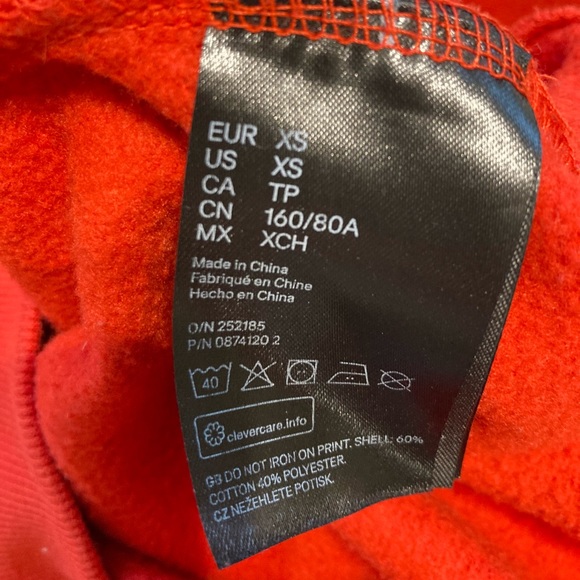 EUR XS
US XS
CA TP
CN 160/80A
MX XCH
Made in China
Fabriqué en Chine
Hecho en China
O/N 252185
P/N 0874120 2
40
clevercare.info
GB DO NOT IRON ON PRINT. SHELL: 60%
COTTON 40% POLYESTER.
CZ NEŽEHLETE POTISK.